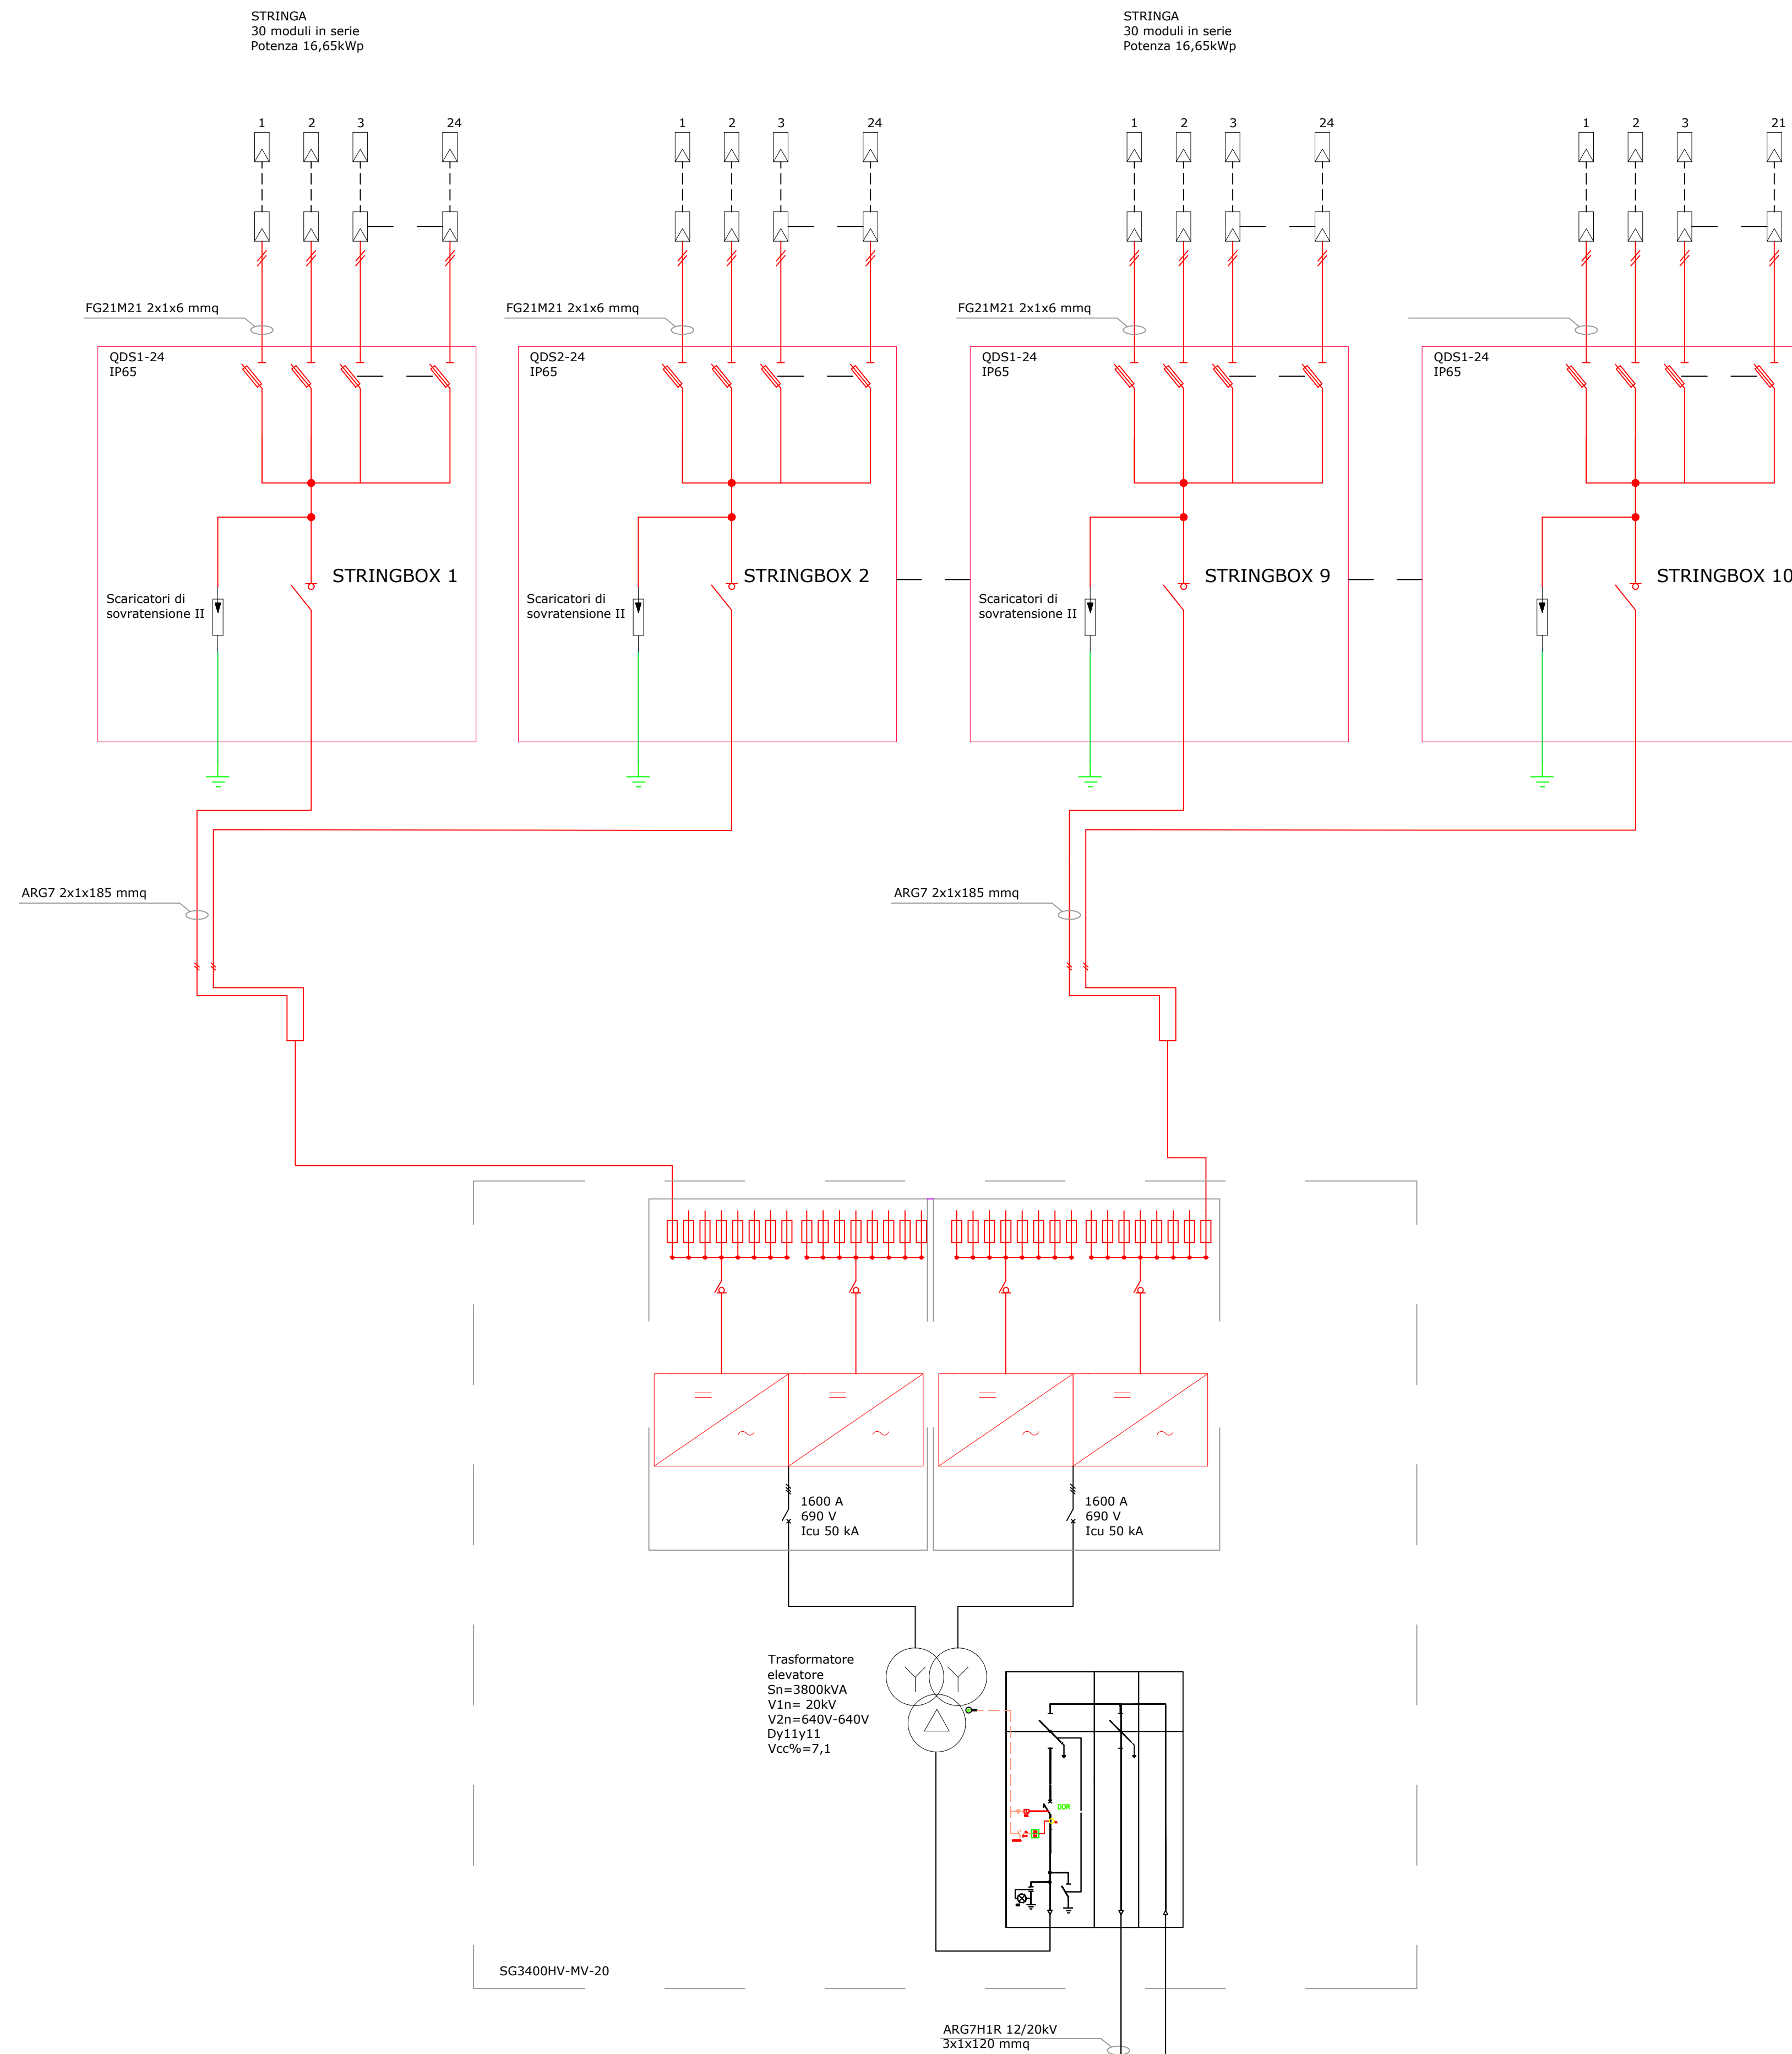 STRINGA
30 moduli in serie
Potenza 16,65kWp
STRINGA
30 moduli in serie
Potenza 16,65kWp
1 2 3 24
1 2 3 24
1 2 3 24
1 2 3 21
FG21M21 2x1x6 mmq
FG21M21 2x1x6 mmq
FG21M21 2x1x6 mmq
QDS1-24
IP65
QDS2-24
IP65
QDS1-24
IP65
QDS1-24
IP65
STRINGBOX 1
STRINGBOX 2
STRINGBOX 9
STRINGBOX 10
Scaricatori di
sovratensione II
Scaricatori di
sovratensione II
Scaricatori di
sovratensione II
ARG7 2x1x185 mmq
ARG7 2x1x185 mmq
1600 A
690 V
Icu 50 kA
1600 A
690 V
Icu 50 kA
Trasformatore
elevatore
Sn=3800kVA
V1n= 20kV
V2n=640V-640V
Dy11y11
Vcc%=7,1
SG3400HV-MV-20
ARG7H1R 12/20kV
3x1x120 mmq